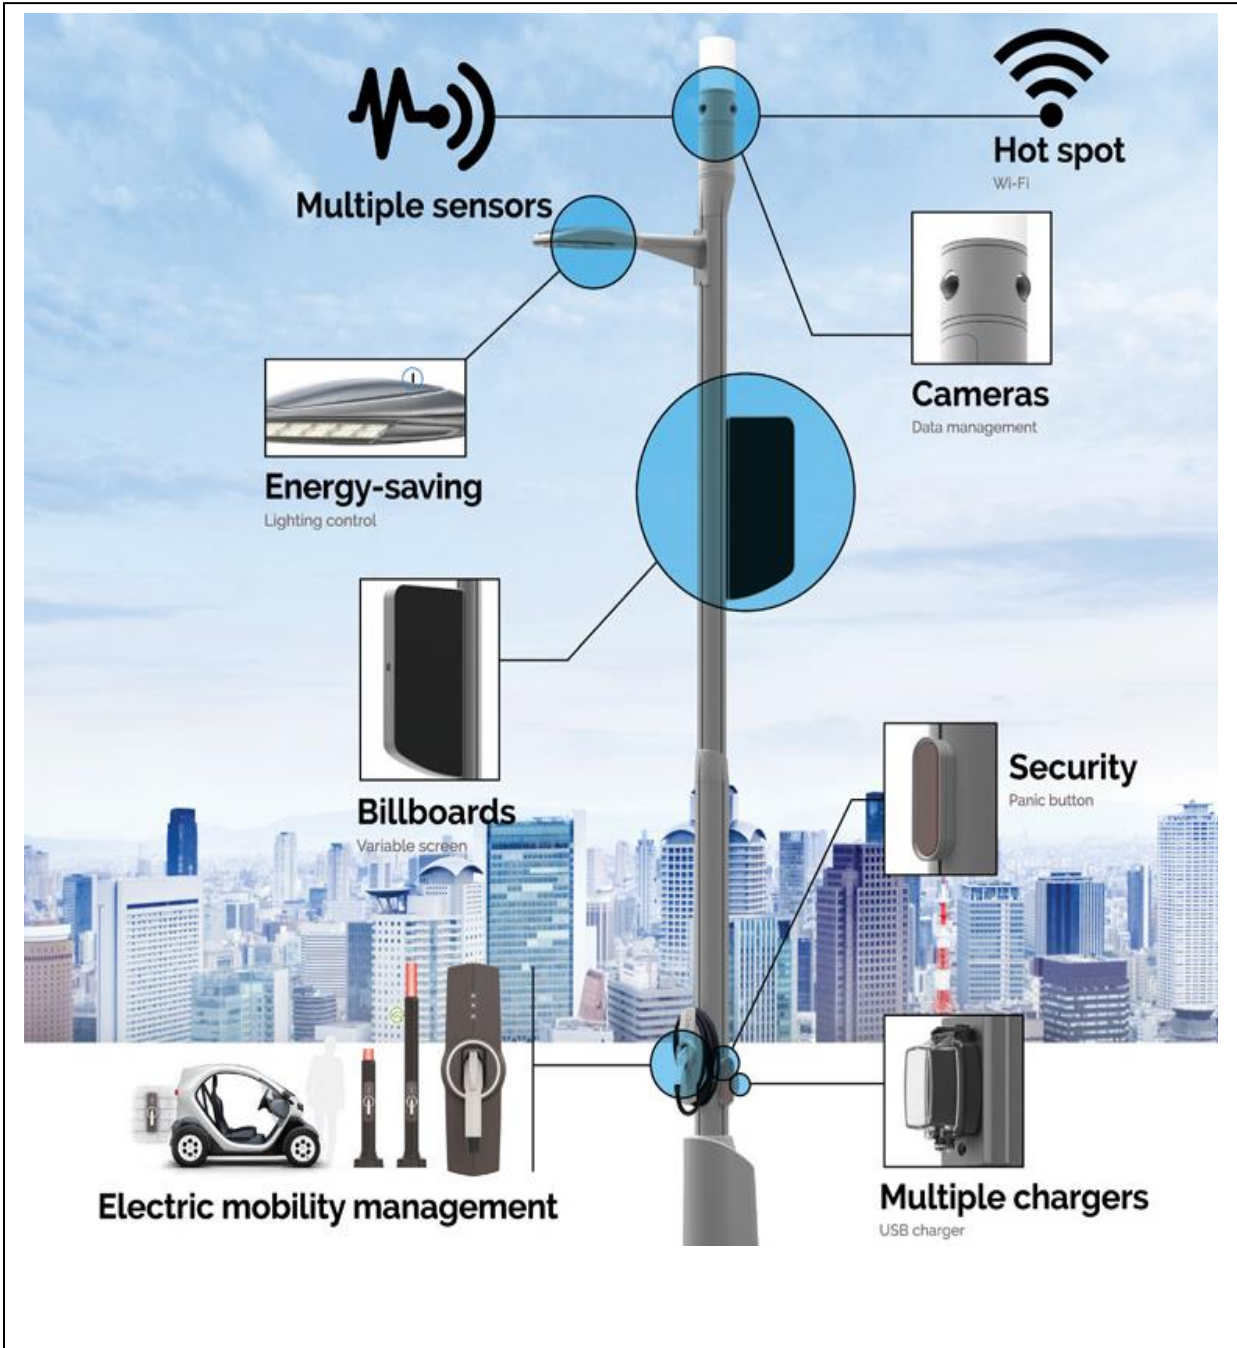 Multiple sensors
Hot spot
Wi-Fi
Cameras
Data management
Energy-saving
Lighting control
Billboards
Variable screen
Security
Panic button
Electric mobility management
Multiple chargers
USB charger